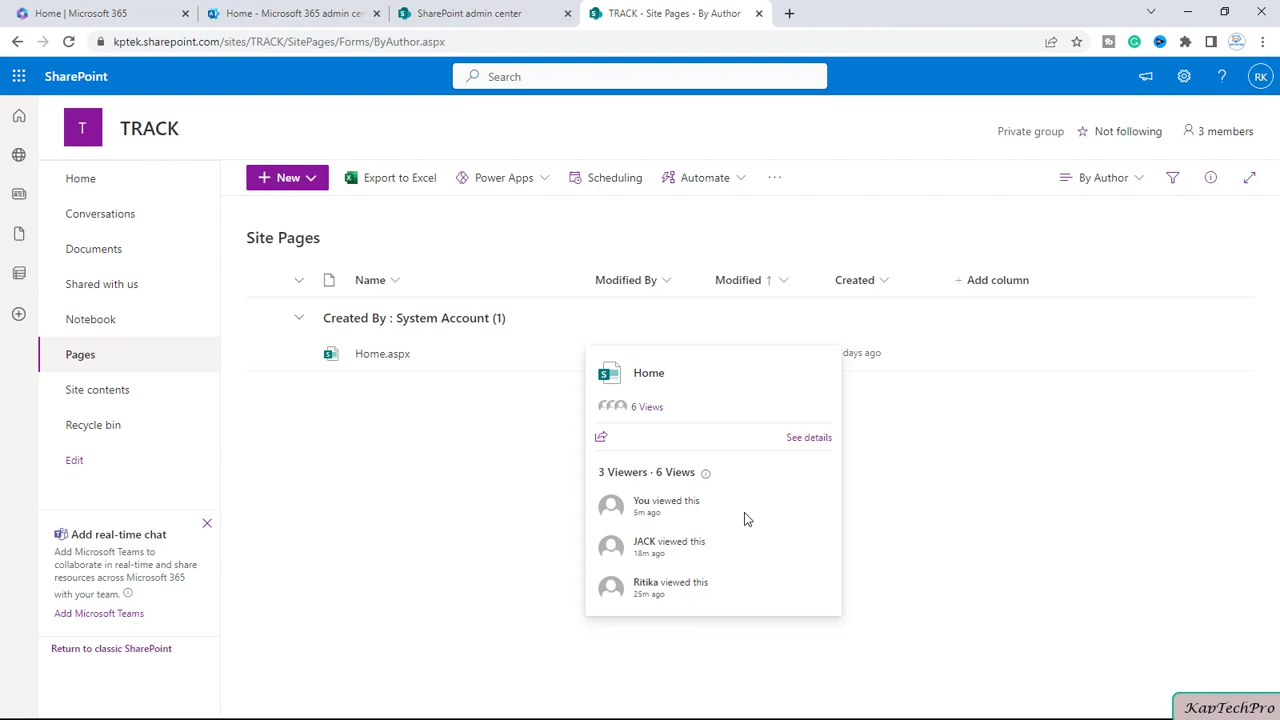 Home | Microsoft 365
Home - Microsoft 365 admin cen
SharePoint admin center
TRACK - Site Pages - By Author
kptek.sharepoint.com/sites/TRACK/SitePages/Forms/ByAuthor.aspx
SharePoint
Search
RK
T
TRACK
Private group
Not following
3 members
Home
Conversations
Documents
Shared with us
Notebook
Pages
Site contents
Recycle bin
Edit
Add real-time chat
Add Microsoft Teams to
collaborate in real-time and share
resources across Microsoft 365
with your team.
Add Microsoft Teams
Return to classic SharePoint
New
Export to Excel
Power Apps
Scheduling
Automate
By Author
Site Pages
Name
Modified By
Modified
Created
Add column
Created By : System Account (1)
Home.aspx
days ago
Home
6 Views
See details
3 Viewers · 6 Views
You viewed this
5m ago
JACK viewed this
18m ago
Ritika viewed this
25m ago
KapTechPro